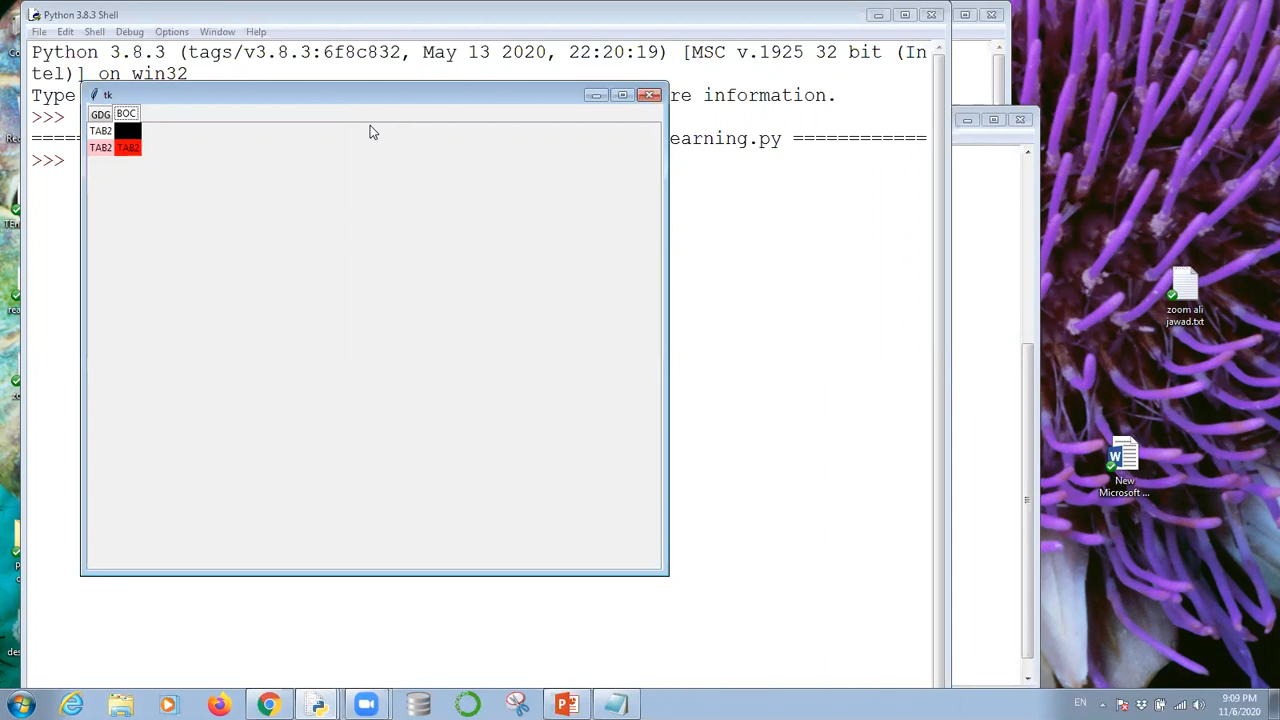 Python 3.8.3 Shell
File Edit Shell Debug Options Window Help
Python 3.8.3 (tags/v3.8.3:6f8c832, May 13 2020, 22:20:19) [MSC v.1925 32 bit (In
tel)] on win32
Type
re information.
tk
>>>
GDG BOC
TAB2
=====
earning.py ============
TAB2 TAB2
>>>
zoom ali
jawad.txt
New
Microsoft ...
EN
9:09 PM
11/6/2020